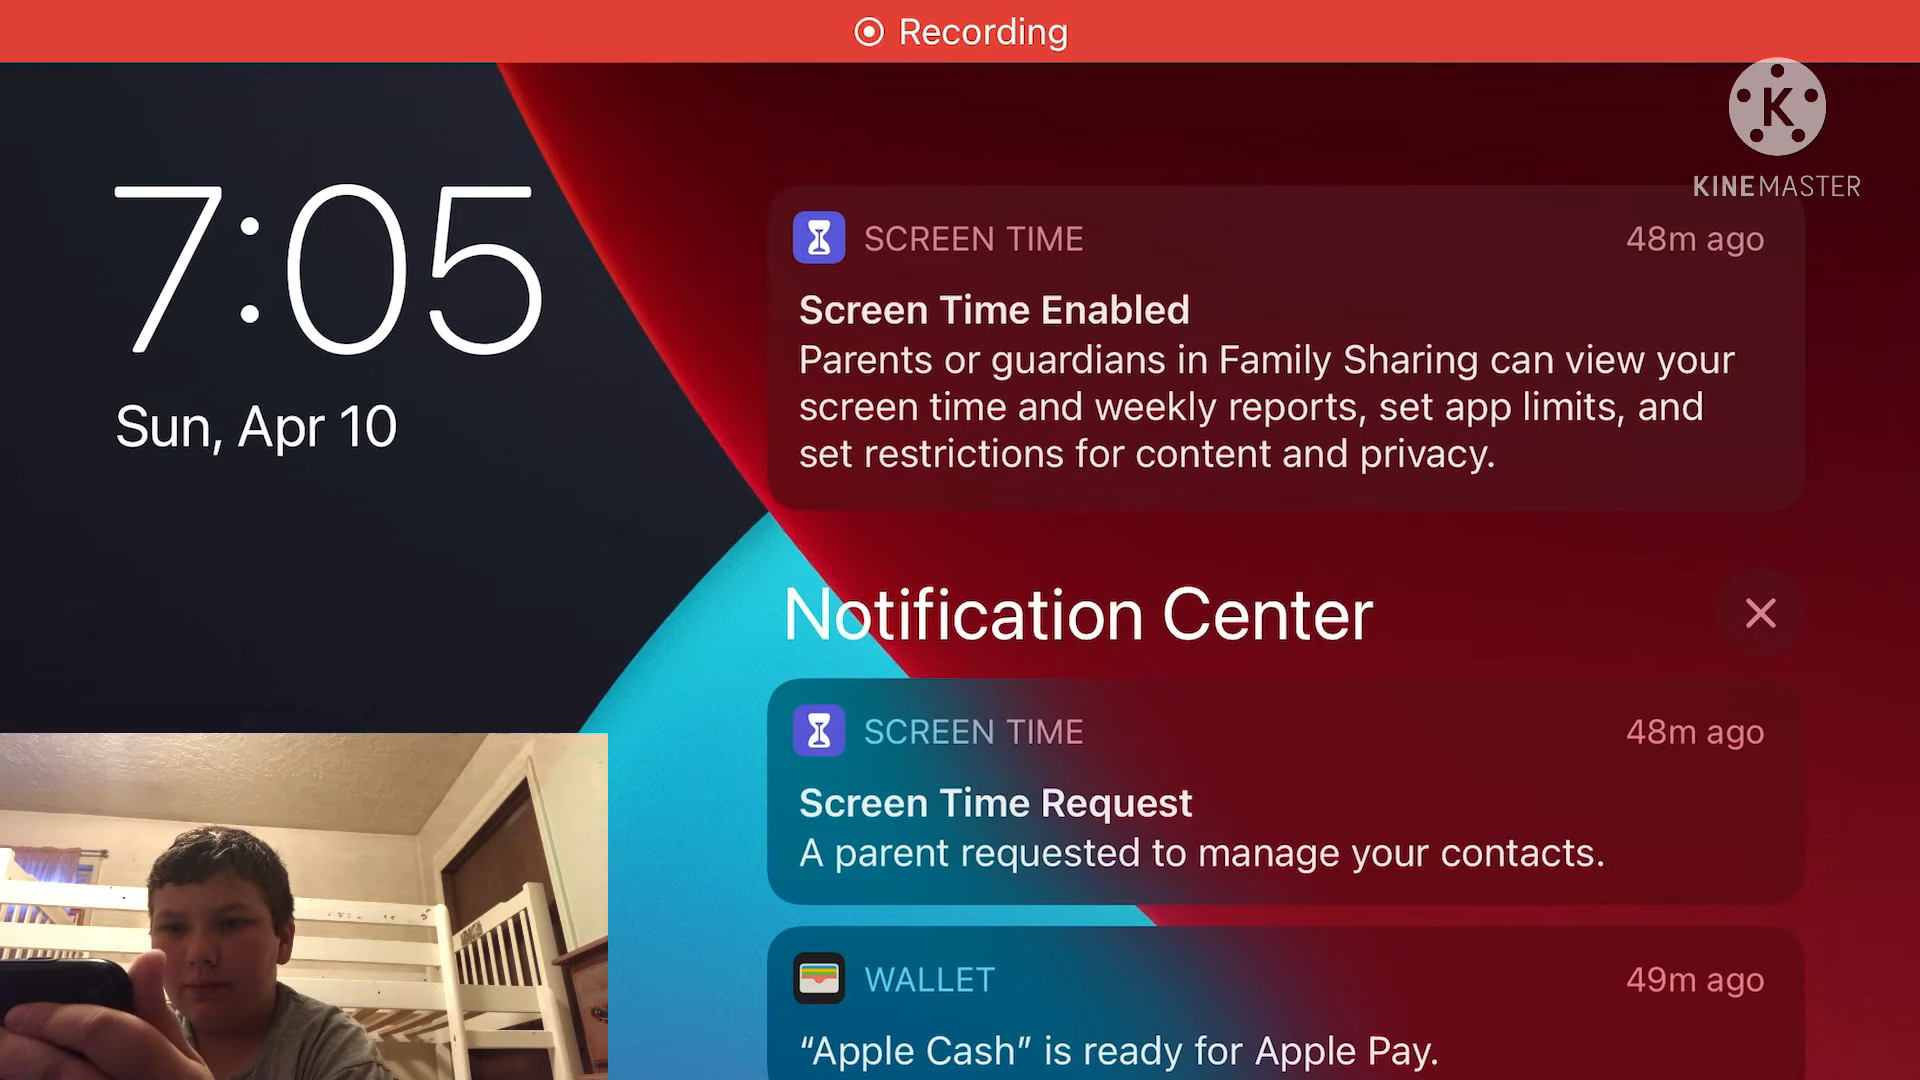 Recording
K
KINEMASTER
7:05
Sun, Apr 10
SCREEN TIME
48m ago
Screen Time Enabled
Parents or guardians in Family Sharing can view your
screen time and weekly reports, set app limits, and
set restrictions for content and privacy.
Notification Center
SCREEN TIME
48m ago
Screen Time Request
A parent requested to manage your contacts.
WALLET
49m ago
“Apple Cash” is ready for Apple Pay.